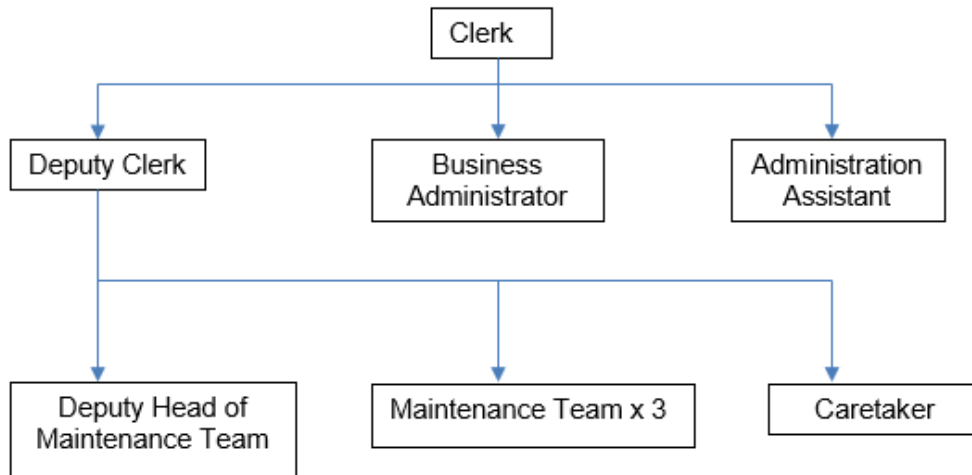 Clerk
Deputy Clerk
Business
Administrator
Administration
Assistant
Deputy Head of
Maintenance Team
Maintenance Team x 3
Caretaker